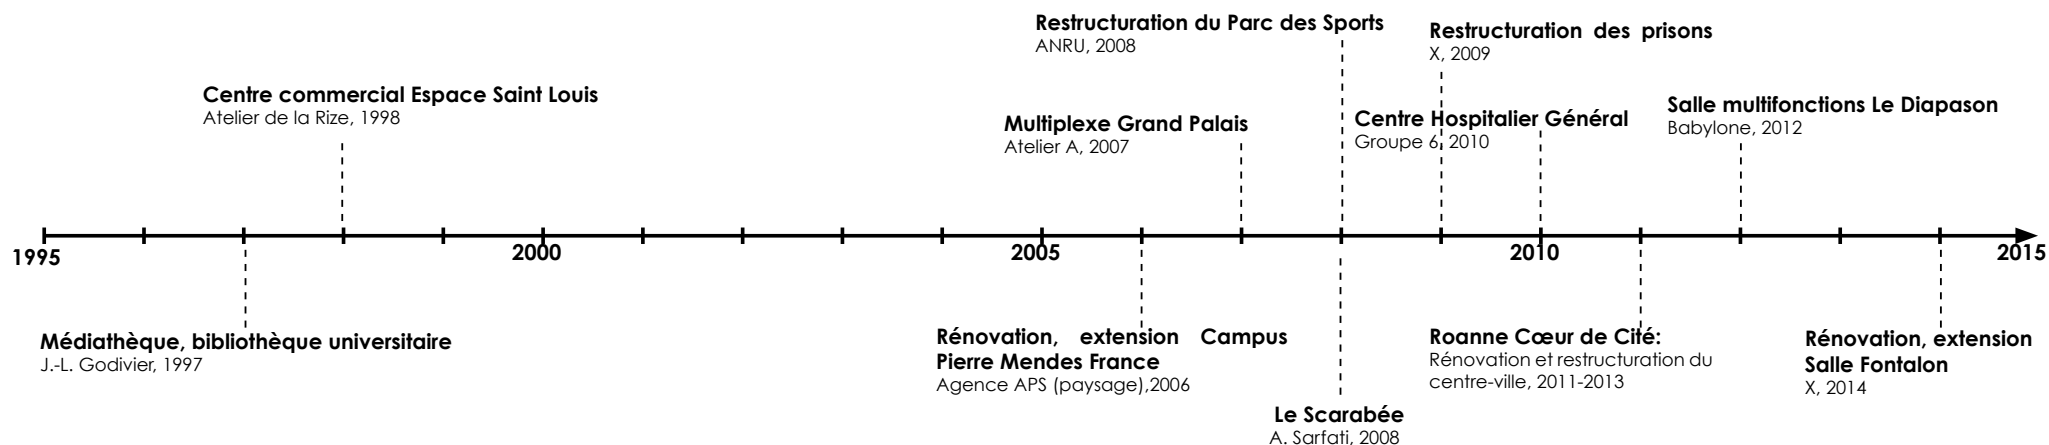 Restructuration du Parc des Sports
ANRU, 2008
Restructuration des prisons
X, 2009
Centre commercial Espace Saint Louis
Atelier de la Rize, 1998
Multiplexe Grand Palais
Atelier A, 2007
Centre Hospitalier Général
Groupe 6, 2010
Salle multifonctions Le Diapason
Babylone, 2012
1995
2000
2005
2010
2015
Médiathèque, bibliothèque universitaire
J.-L. Godivier, 1997
Rénovation, extension Campus
Pierre Mendes France
Agence APS (paysage),2006
Le Scarabée
A. Sarfati, 2008
Roanne Cœur de Cité:
Rénovation et restructuration du
centre-ville, 2011-2013
Rénovation, extension
Salle Fontalon
X, 2014